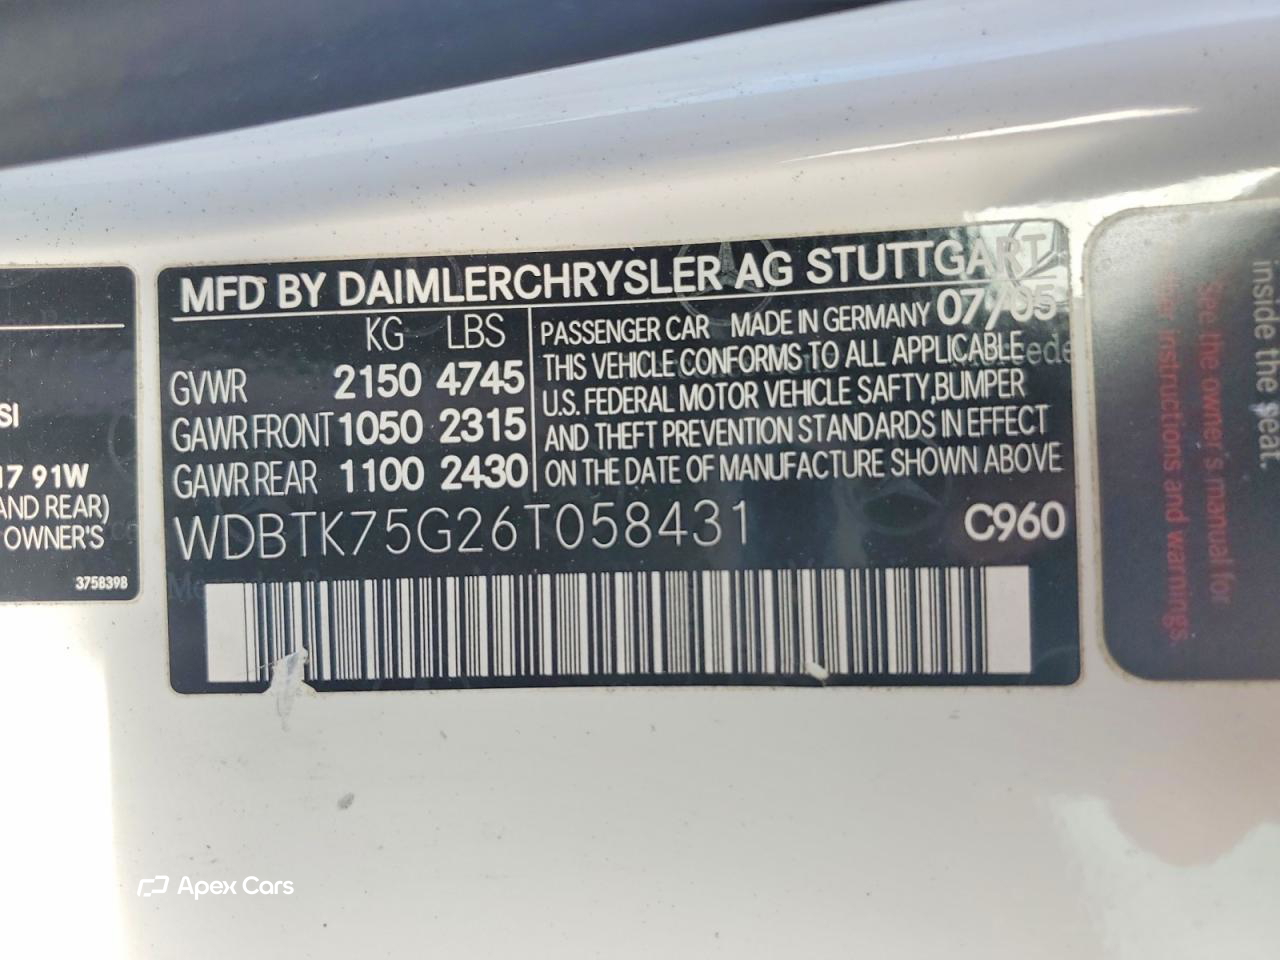 MFD BY DAIMLERCHRYSLER AG STUTTGART
KG LBS
GVWR 2150 4745
GAWR FRONT 1050 2315
GAWR REAR 1100 2430
PASSENGER CAR MADE IN GERMANY 07/05
THIS VEHICLE CONFORMS TO ALL APPLICABLE
U.S. FEDERAL MOTOR VEHICLE SAFTY,BUMPER
AND THEFT PREVENTION STANDARDS IN EFFECT
ON THE DATE OF MANUFACTURE SHOWN ABOVE
WDBTK75G26T058431 C960
SI
17 91W
AND REAR)
OWNER'S
3758398
inside the seat.
See the owner's manual for
instructions and warnings.
Apex Cars